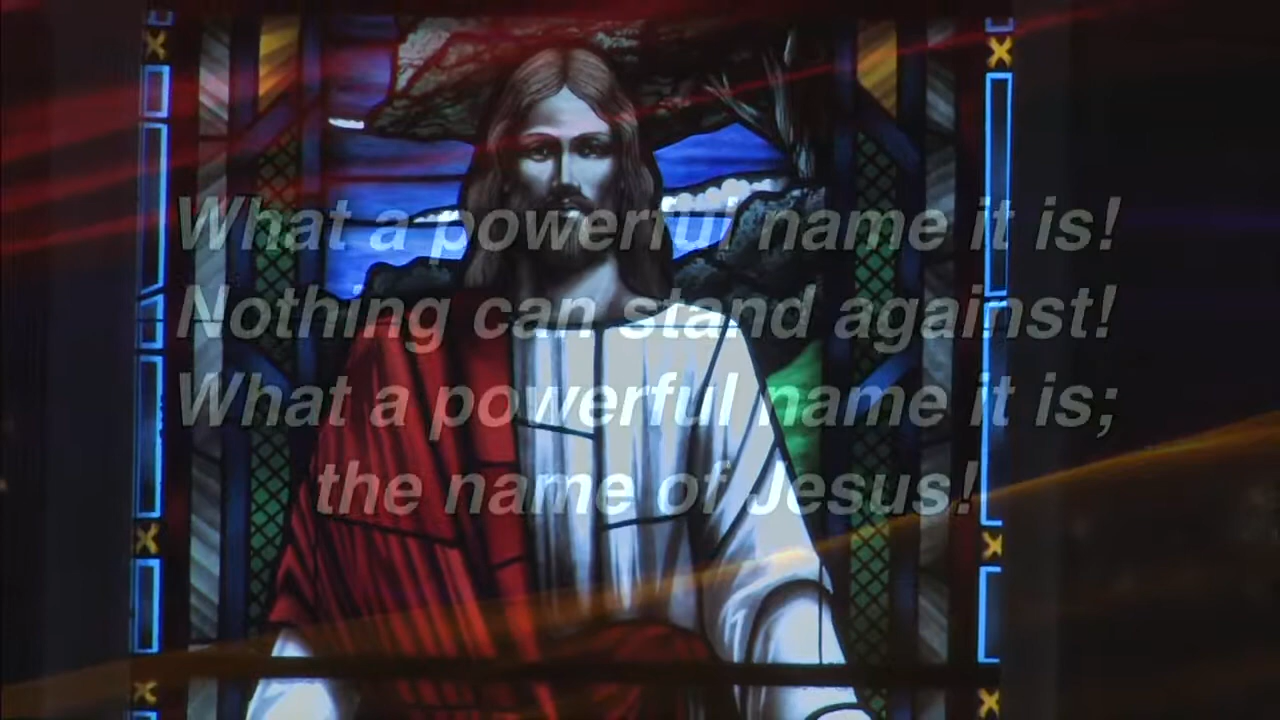 What a powerful name it is!
Nothing can stand against!
What a powerful name it is;
the name of Jesus!